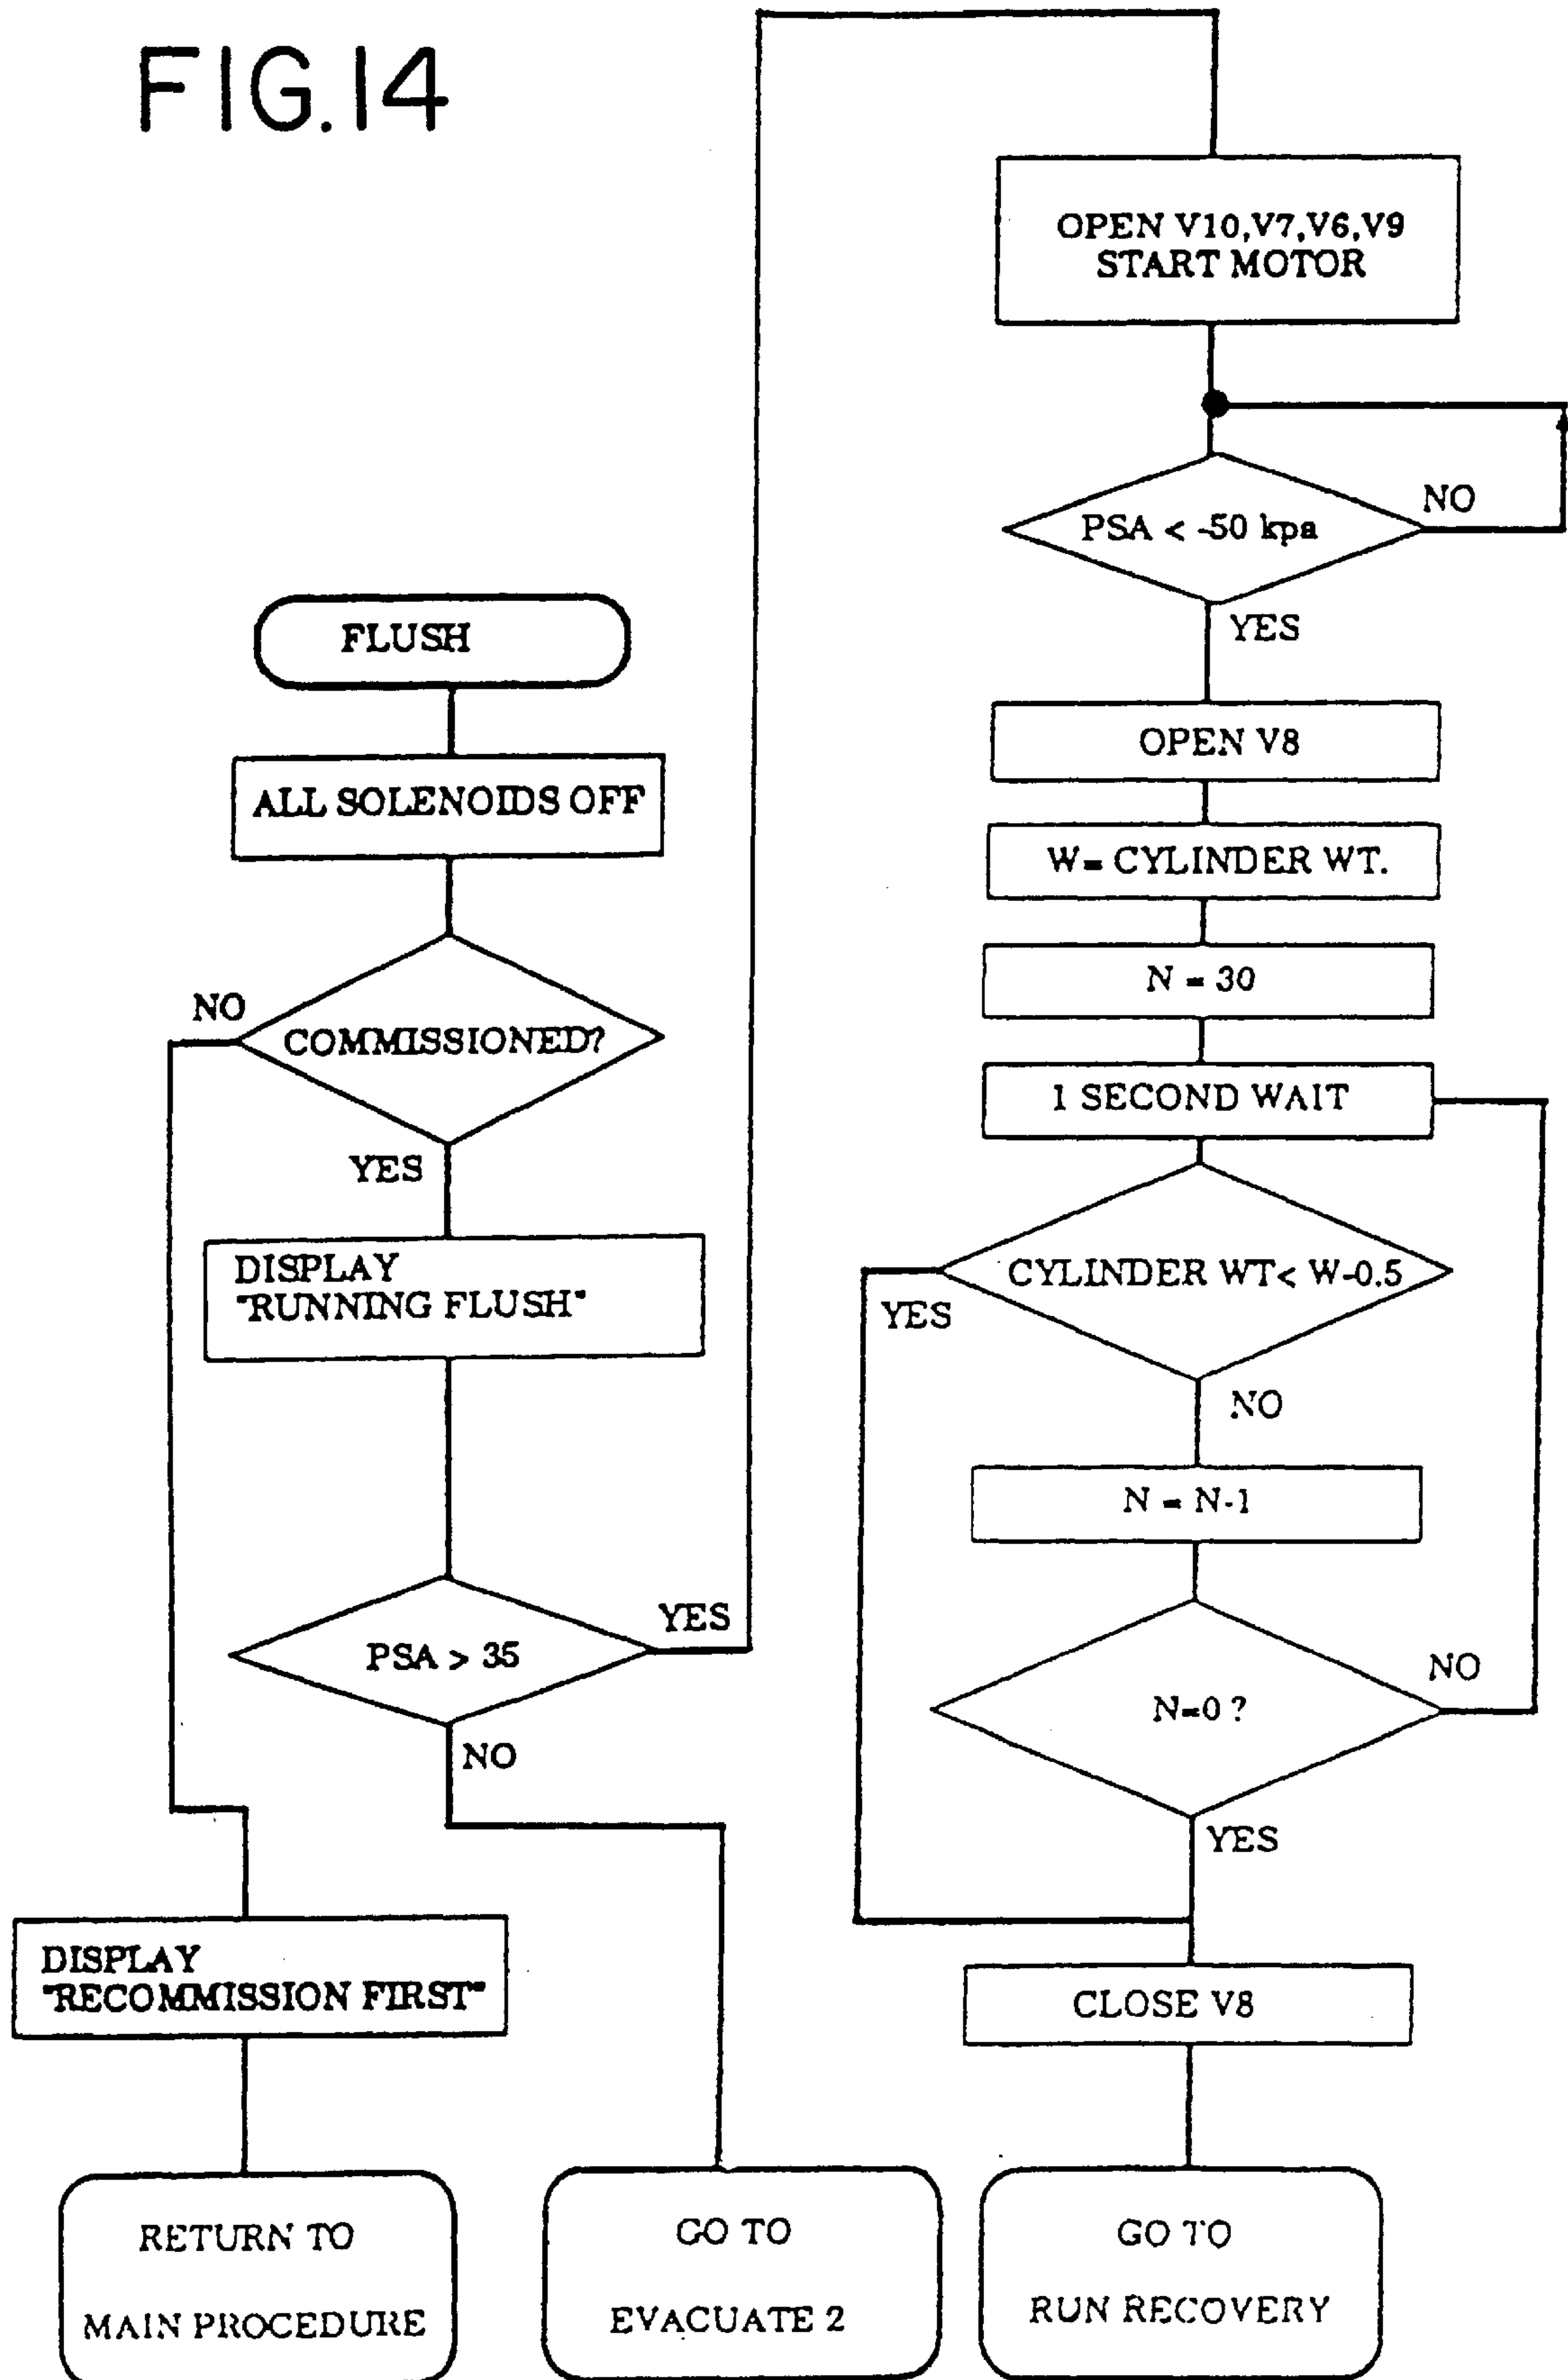 FIG.14
FLUSH
ALL SOLENOIDS OFF
NO
COMMISSIONED?
YES
DISPLAY
"RUNNING FLUSH"
PSA > 35
YES
NO
DISPLAY
"RECOMMISSION FIRST"
RETURN TO
MAIN PROCEDURE
GO TO
EVACUATE 2
OPEN V10,V7,V6,V9
START MOTOR
PSA < -50 kpa
NO
YES
OPEN V8
W= CYLINDER WT.
N = 30
1 SECOND WAIT
CYLINDER WT< W-0.5
YES
NO
N = N-1
N=0 ?
NO
YES
CLOSE V8
GO TO
RUN RECOVERY